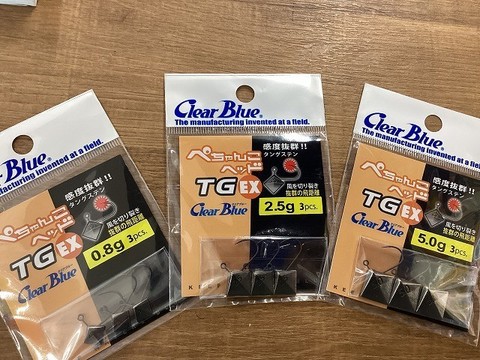 Clear Blue®
The manufacturing invented at a field.
ぺちゃんこ
ヘッド
TG EX
感度抜群!!
タングステン
風を切り裂き
抜群の飛距離
Clear Blue
2.5g 3pcs.
Blue®
manufacturing invented at a field.
ぺちゃんこ
ヘッド
TG EX
感度抜群!!
タングステン
風を切り裂き
抜群の飛距離
Clear Blue
0.8g 3pcs.
Clear Blue®
The manufacturing invented at a field.
ぺちゃんこ
ヘッド
TG EX
感度抜群!!
タングステン
風を切り裂き
抜群の飛距離
Clear Blue
5.0g 3pcs.